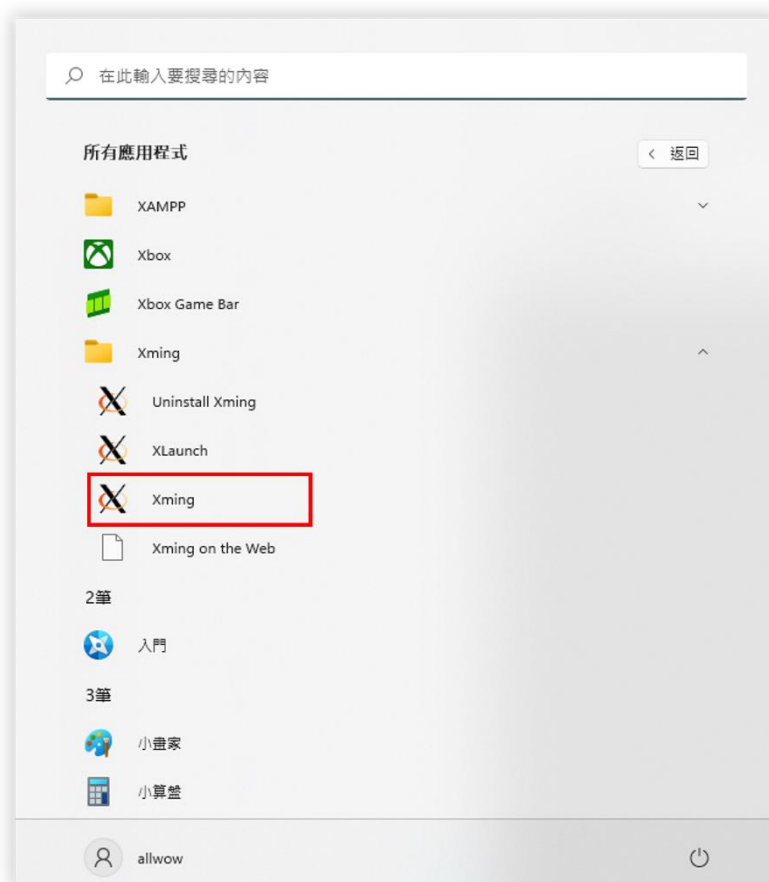 在此輸入要搜尋的內容
所有應用程式
返回
XAMPP
Xbox
Xbox Game Bar
Xming
Uninstall Xming
XLaunch
Xming
Xming on the Web
2筆
入門
3筆
小畫家
小算盤
allwow